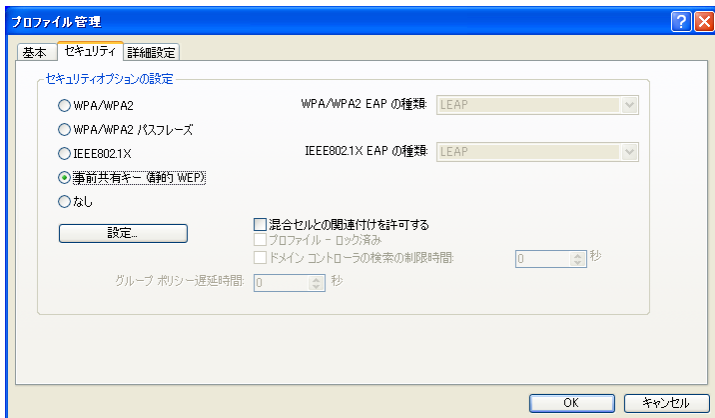 プロファイル管理
基本 セキュリティ 詳細設定
セキュリティオプションの設定
WPA/WPA2 WPA/WPA2 EAP の種類: LEAP
WPA/WPA2 パスフレーズ
IEEE802.1X IEEE802.1X EAP の種類: LEAP
事前共有キー (静的 WEP)
なし
設定...
混合セルとの関連付けを許可する
プロファイル - ロック済み
ドメイン コントローラの検索の制限時間: 0 秒
グループ ポリシー遅延時間: 0 秒
OK キャンセル